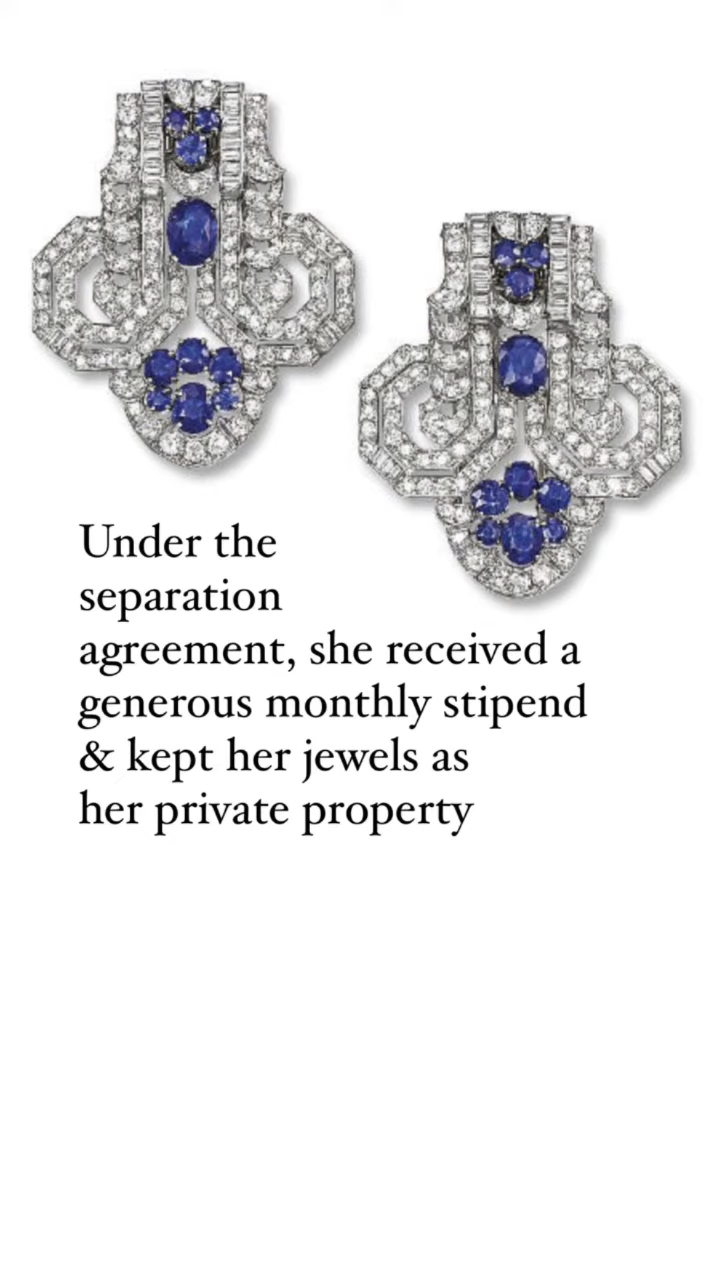 Under the
separation
agreement, she received a
generous monthly stipend
& kept her jewels as
her private property